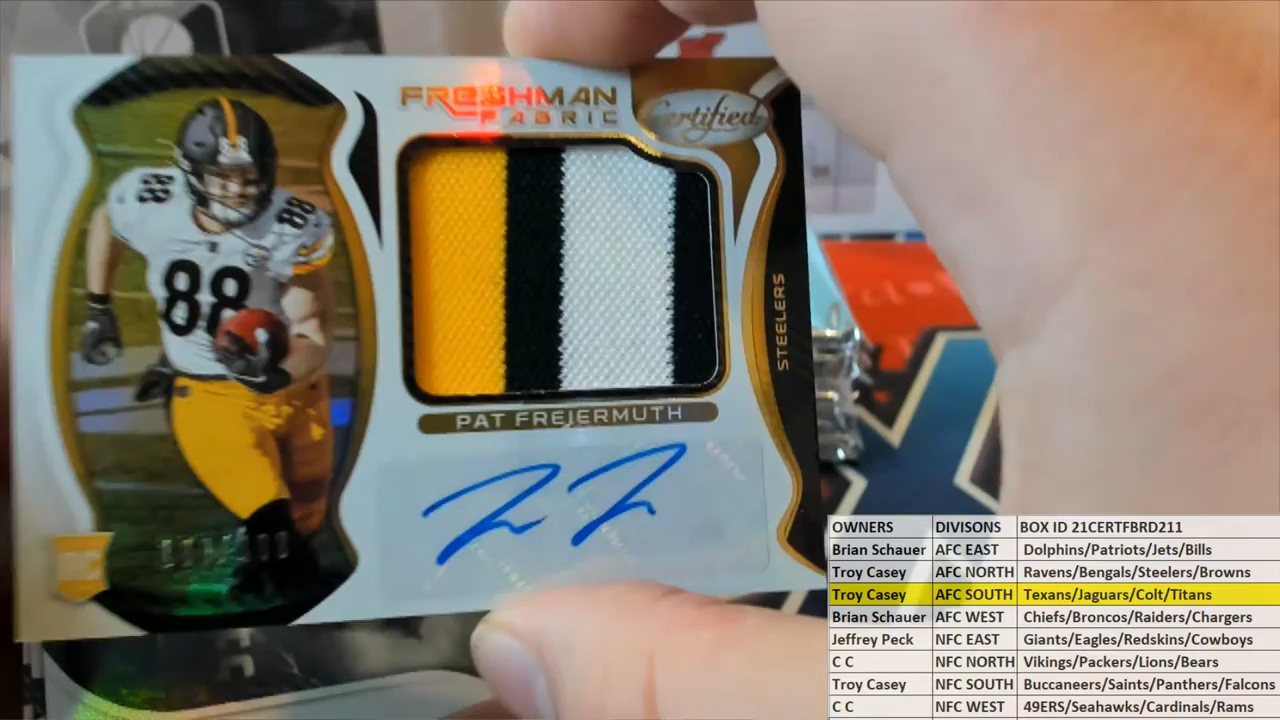 FRESHMAN
FABRIC
Certified
88
88
88
88
STEELERS
PAT FREIERMUTH
OWNERS DIVISONS BOX ID 21CERTFBRD211
Brian Schauer AFC EAST Dolphins/Patriots/Jets/Bills
Troy Casey AFC NORTH Ravens/Bengals/Steelers/Browns
Troy Casey AFC SOUTH Texans/Jaguars/Colt/Titans
Brian Schauer AFC WEST Chiefs/Broncos/Raiders/Chargers
Jeffrey Peck NFC EAST Giants/Eagles/Redskins/Cowboys
C C NFC NORTH Vikings/Packers/Lions/Bears
Troy Casey NFC SOUTH Buccaneers/Saints/Panthers/Falcons
C C NFC WEST 49ERS/Seahawks/Cardinals/Rams